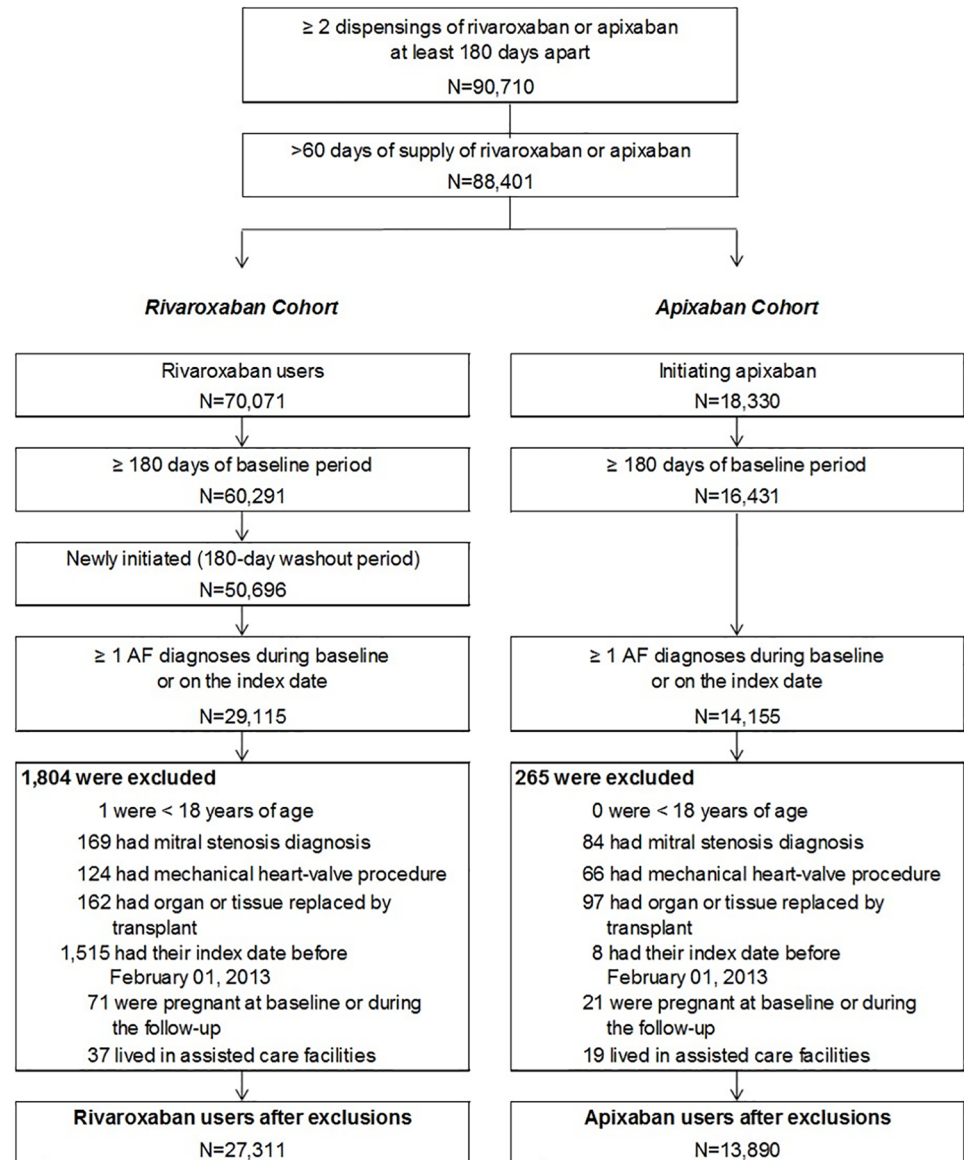 ≥ 2 dispensings of rivaroxaban or apixaban
at least 180 days apart
N=90,710
>60 days of supply of rivaroxaban or apixaban
N=88,401
Rivaroxaban Cohort
Apixaban Cohort
Rivaroxaban users
N=70,071
Initiating apixaban
N=18,330
≥ 180 days of baseline period
N=60,291
≥ 180 days of baseline period
N=16,431
Newly initiated (180-day washout period)
N=50,696
≥ 1 AF diagnoses during baseline
or on the index date
N=29,115
≥ 1 AF diagnoses during baseline
or on the index date
N=14,155
1,804 were excluded
1 were < 18 years of age
169 had mitral stenosis diagnosis
124 had mechanical heart-valve procedure
162 had organ or tissue replaced by
transplant
1,515 had their index date before
February 01, 2013
71 were pregnant at baseline or during
the follow-up
37 lived in assisted care facilities
265 were excluded
0 were < 18 years of age
84 had mitral stenosis diagnosis
66 had mechanical heart-valve procedure
97 had organ or tissue replaced by
transplant
8 had their index date before
February 01, 2013
21 were pregnant at baseline or during
the follow-up
19 lived in assisted care facilities
Rivaroxaban users after exclusions
N=27,311
Apixaban users after exclusions
N=13,890